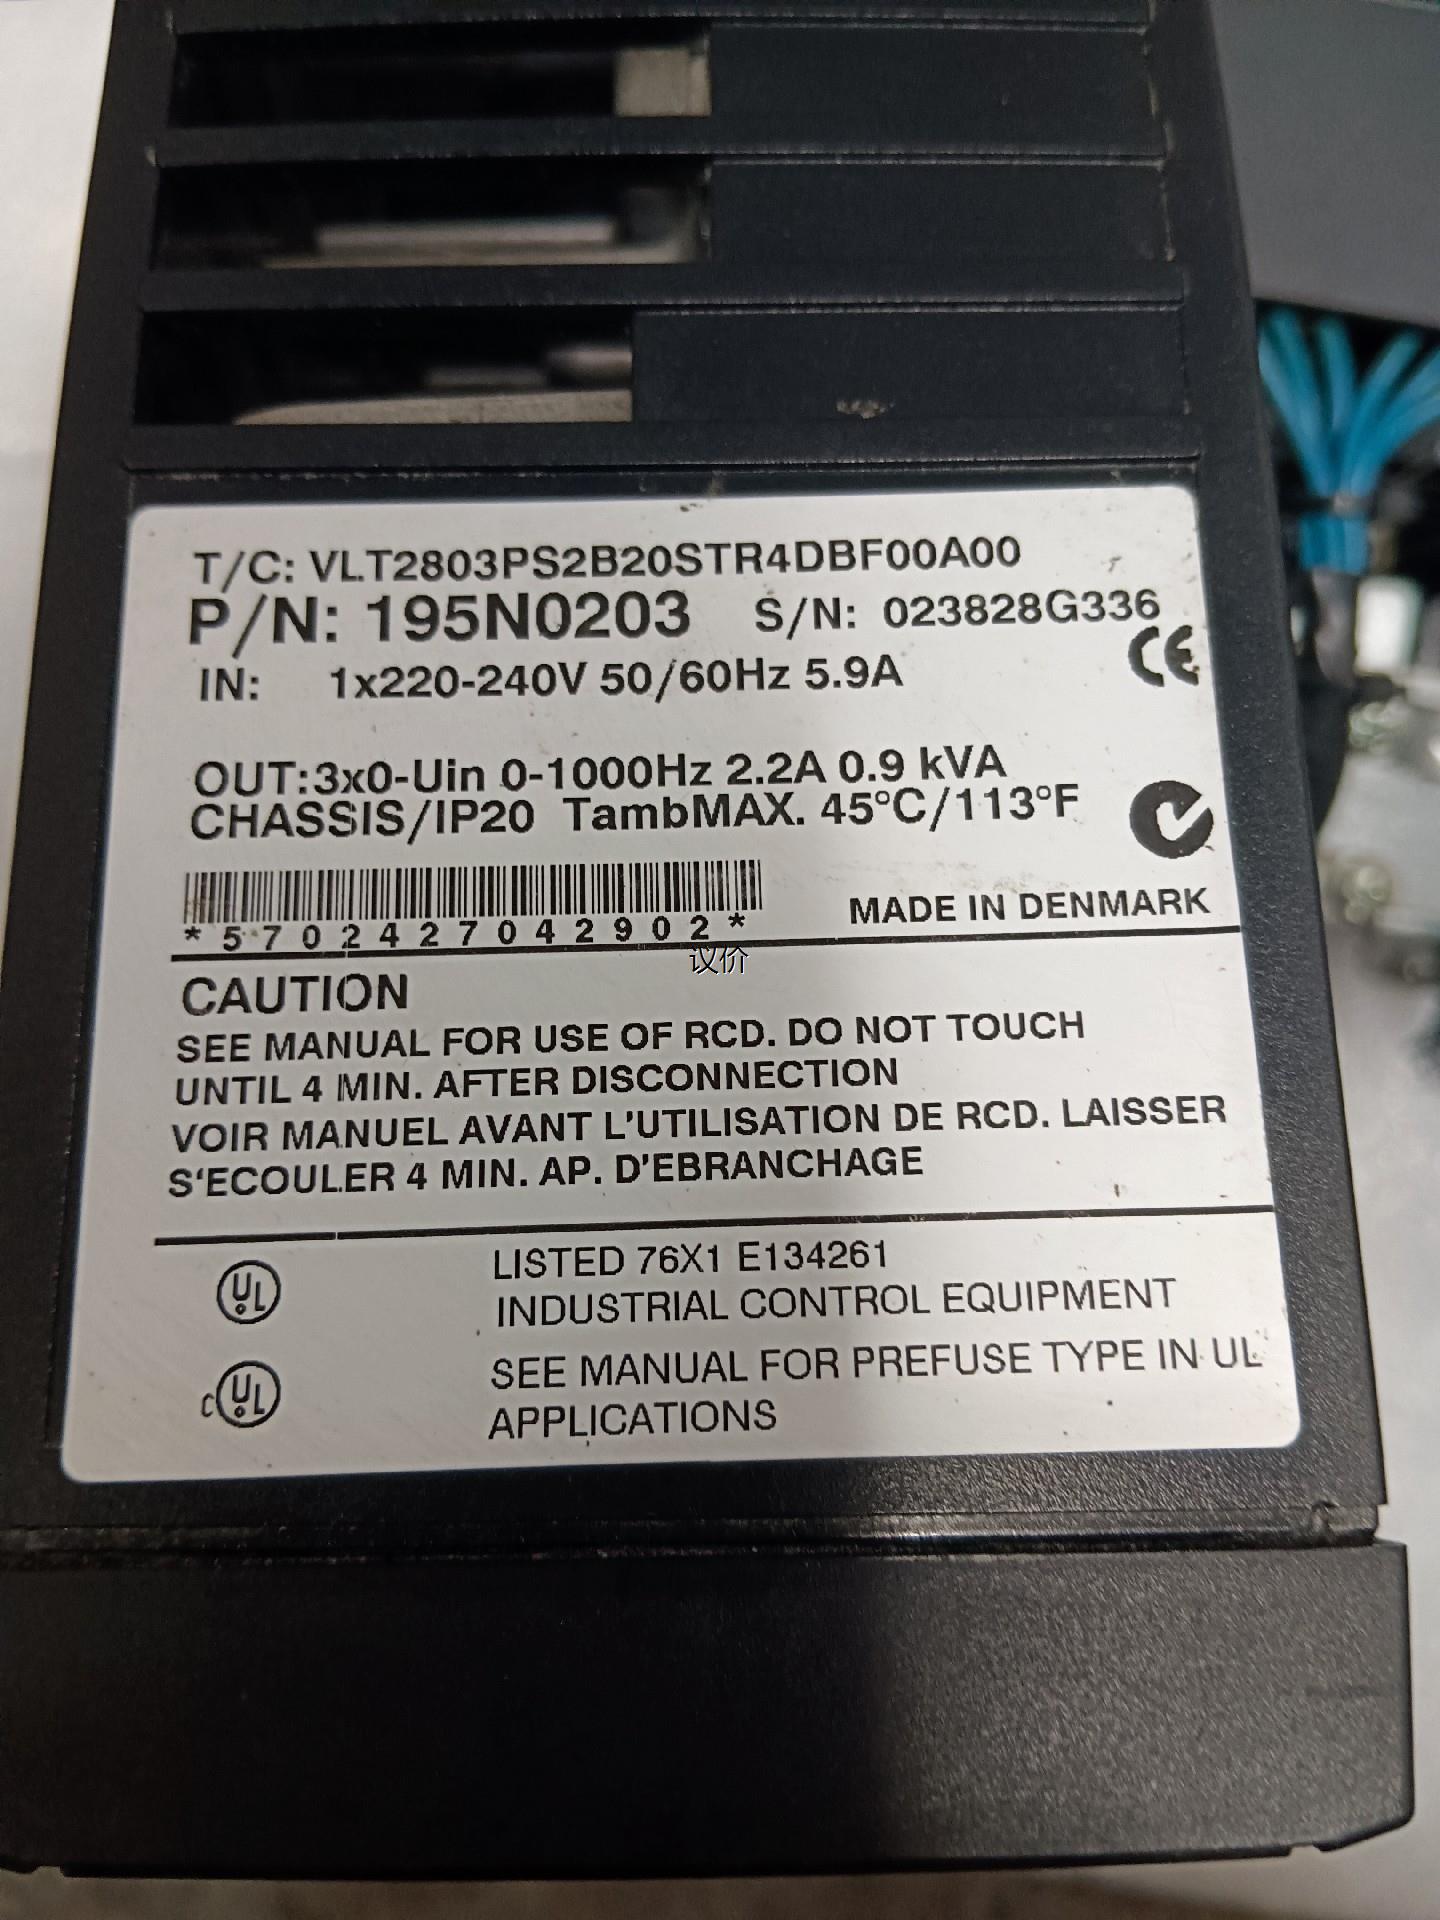 T/C: VLT2803PS2B20STR4DBF00A00
P/N: 195N0203 S/N: 023828G336
CE
IN: 1x220-240V 50/60Hz 5.9A
OUT:3x0-Uin 0-1000Hz 2.2A 0.9 kVA
CHASSIS/IP20 TambMAX. 45°C/113°F
*5702427042902*
MADE IN DENMARK
议价
CAUTION
SEE MANUAL FOR USE OF RCD. DO NOT TOUCH
UNTIL 4 MIN. AFTER DISCONNECTION
VOIR MANUEL AVANT L'UTILISATION DE RCD. LAISSER
S'ECOULER 4 MIN. AP. D'EBRANCHAGE
UL
LISTED 76X1 E134261
INDUSTRIAL CONTROL EQUIPMENT
c UL
SEE MANUAL FOR PREFUSE TYPE IN UL
APPLICATIONS